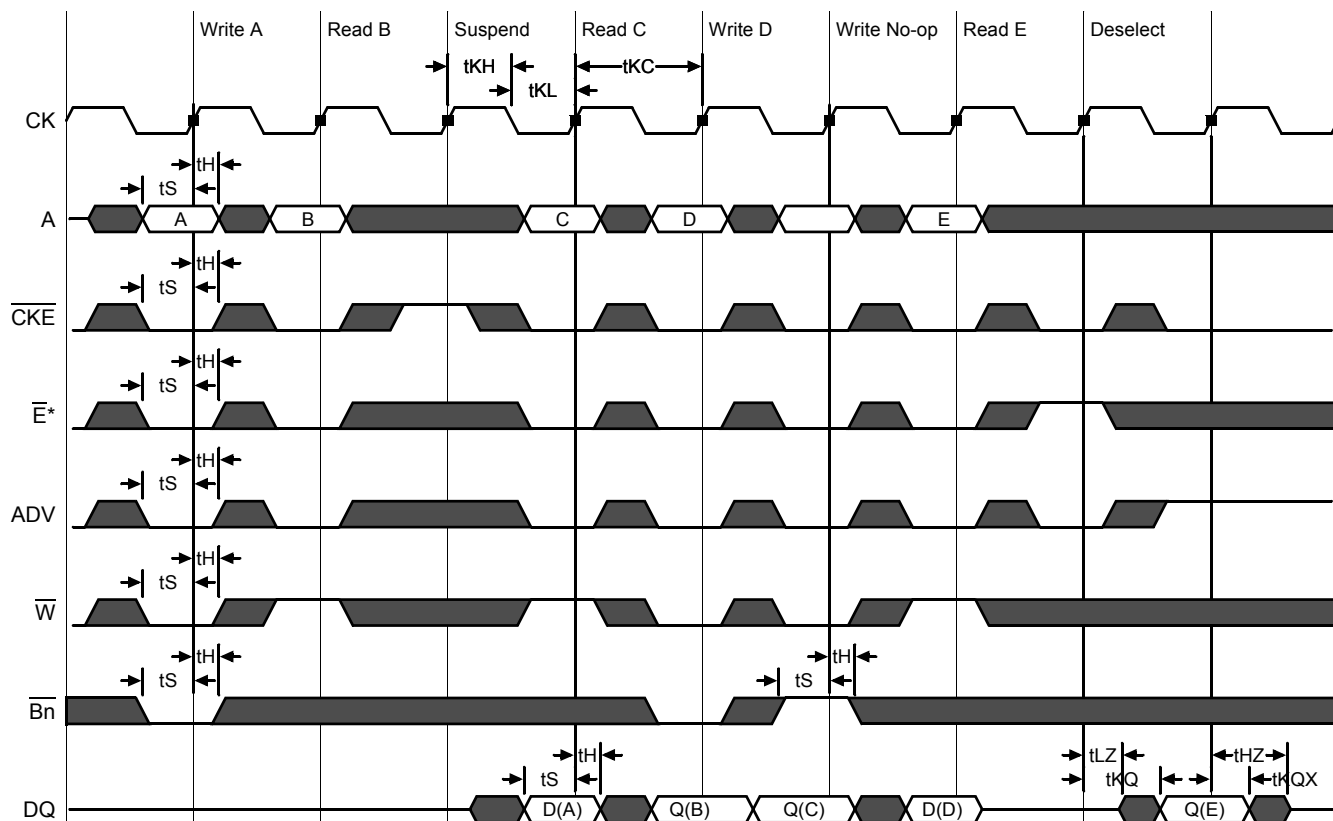 Write A Read B Suspend Read C Write D Write No-op Read E Deselect
tKH tKC
tKL
CK
tH
tS
A A B C D E
tH
tS
CKE
tH
tS
E*
tH
tS
ADV
tH
tS
W
tH tH
tS tS
Bn
tH tLZ tHZ
tS tKQ tKQX
DQ D(A) Q(B) Q(C) D(D) Q(E)